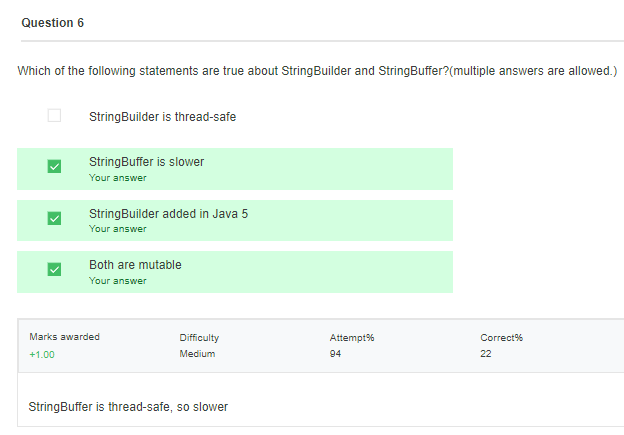 Question 6
Which of the following statements are true about StringBuilder and StringBuffer?(multiple answers are allowed.)
StringBuilder is thread-safe
StringBuffer is slower
Your answer
StringBuilder added in Java 5
Your answer
Both are mutable
Your answer
Marks awarded Difficulty Attempt% Correct%
+1.00 Medium 94 22
StringBuffer is thread-safe, so slower